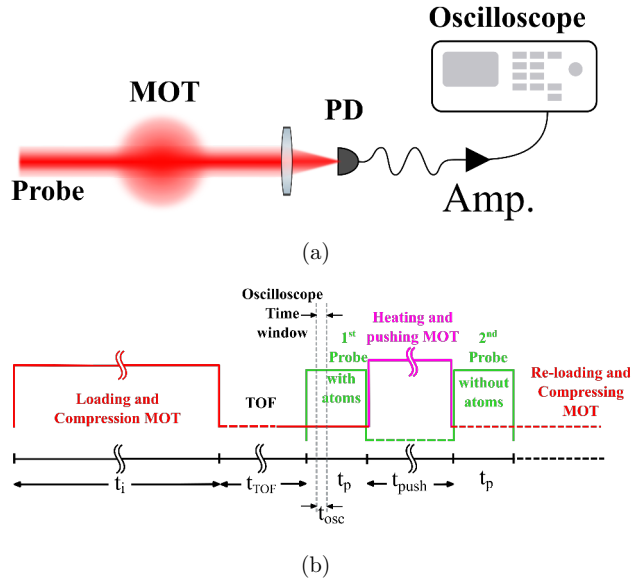 Oscilloscope
MOT
PD
Probe
Amp.
(a)
Oscilloscope
Time
window
1st
Probe
with
atoms
Heating and
pushing MOT
2nd
Probe
without
atoms
Loading and
Compression MOT
TOF
Re-loading and
Compressing
MOT
ti
tTOF
tp
tpush
tp
tosc
(b)